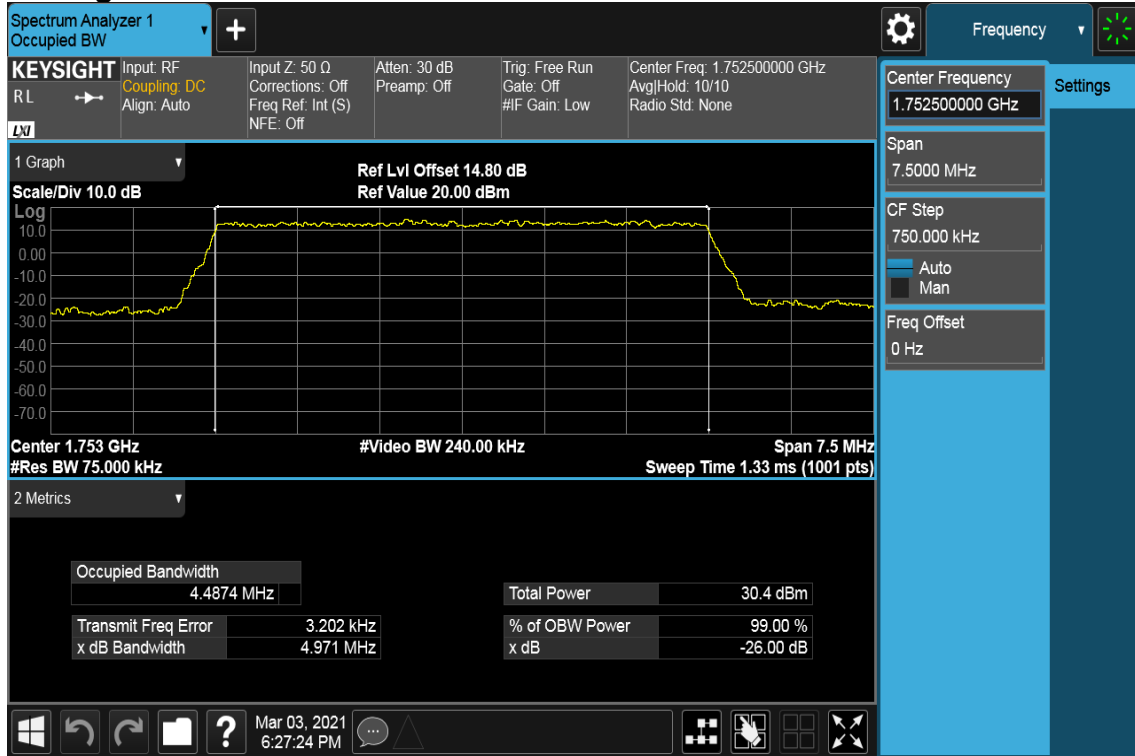 Spectrum Analyzer 1
Occupied BW
+
Frequency
KEYSIGHT
RL
LXI
Input: RF
Coupling: DC
Align: Auto
Input Z: 50 Ω
Corrections: Off
Freq Ref: Int (S)
NFE: Off
Atten: 30 dB
Preamp: Off
Trig: Free Run
Gate: Off
#IF Gain: Low
Center Freq: 1.752500000 GHz
Avg|Hold: 10/10
Radio Std: None
Center Frequency
1.752500000 GHz
Settings
Span
7.5000 MHz
CF Step
750.000 kHz
Auto
Man
Freq Offset
0 Hz
1 Graph
Scale/Div 10.0 dB
Ref Lvl Offset 14.80 dB
Ref Value 20.00 dBm
Log
10.0
0.00
-10.0
-20.0
-30.0
-40.0
-50.0
-60.0
-70.0
Center 1.753 GHz
#Video BW 240.00 kHz
Span 7.5 MHz
#Res BW 75.000 kHz
Sweep Time 1.33 ms (1001 pts)
2 Metrics
Occupied Bandwidth
4.4874 MHz
Total Power 30.4 dBm
Transmit Freq Error 3.202 kHz
% of OBW Power 99.00 %
x dB Bandwidth 4.971 MHz
x dB -26.00 dB
?
Mar 03, 2021
6:27:24 PM